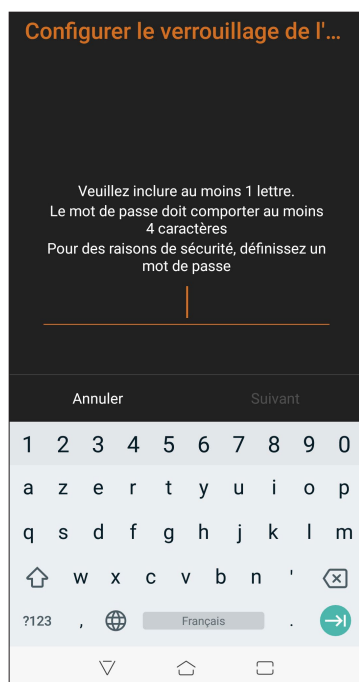 Configurer le verrouillage de l'...
Veuillez inclure au moins 1 lettre.
Le mot de passe doit comporter au moins
4 caractères
Pour des raisons de sécurité, définissez un
mot de passe
Annuler Suivant
1 2 3 4 5 6 7 8 9 0
a z e r t y u i o p
q s d f g h j k l m
w x c v b n '
?123 , Français .